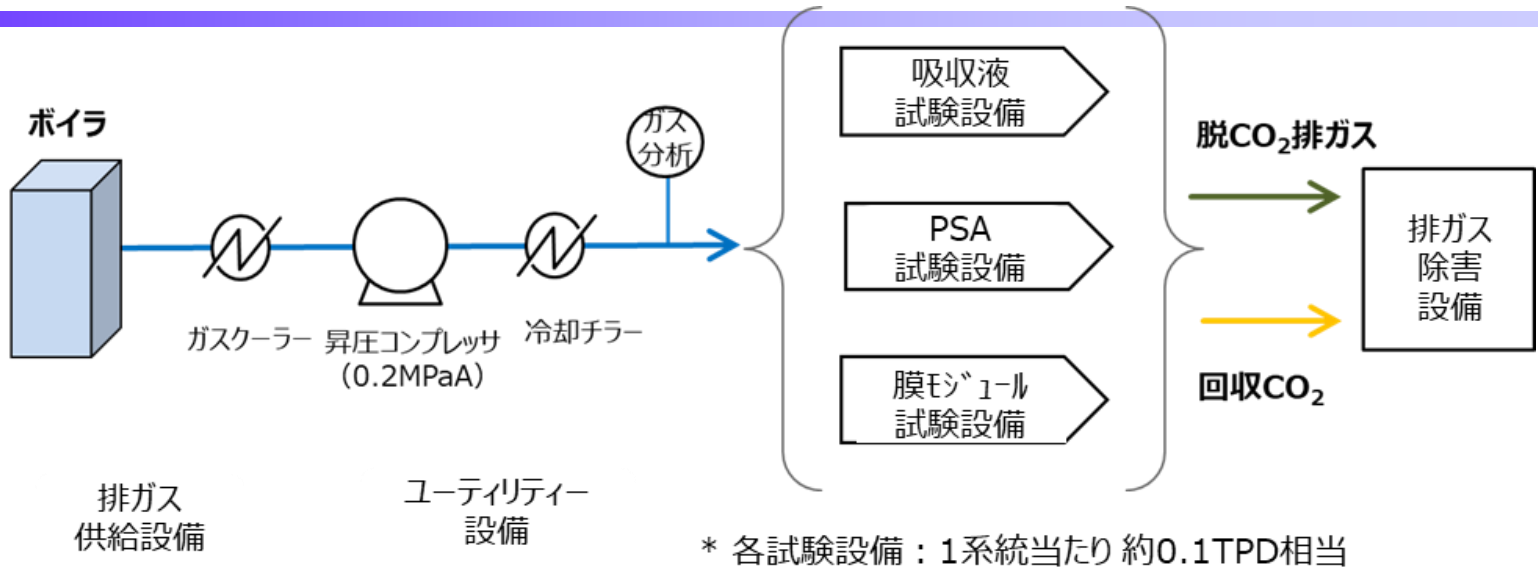 ボイラ
ガスクーラー
昇圧コンプレッサ
（0.2MPaA）
冷却チラー
ガス
分析
吸収液
試験設備
PSA
試験設備
膜ﾓｼﾞｭｰﾙ
試験設備
脱CO₂排ガス
回収CO₂
排ガス
除害
設備
排ガス
供給設備
ユーティリティー
設備
* 各試験設備：1系統当たり 約0.1TPD相当